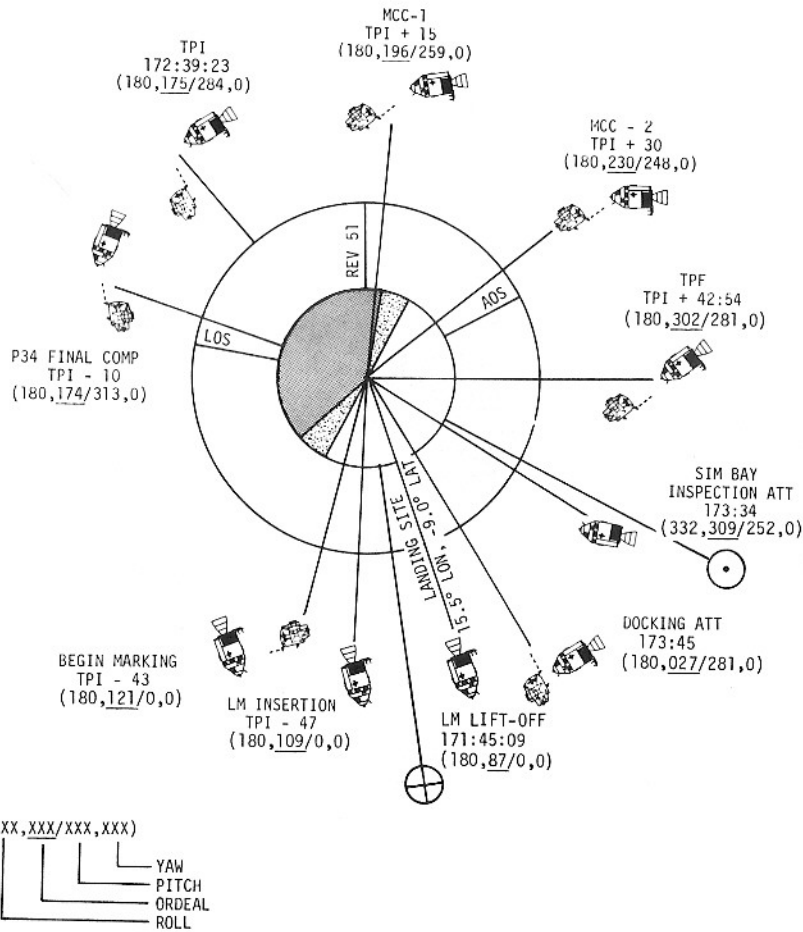 MCC-1
TPI + 15
(180,196/259,0)
TPI
172:39:23
(180,175/284,0)
MCC - 2
TPI + 30
(180,230/248,0)
REV 51
AOS
LOS
TPF
TPI + 42:54
(180,302/281,0)
P34 FINAL COMP
TPI - 10
(180,174/313,0)
SIM BAY
INSPECTION ATT
173:34
(332,309/252,0)
LANDING SITE
15.5° LON, -9.0° LAT
DOCKING ATT
173:45
(180,027/281,0)
BEGIN MARKING
TPI - 43
(180,121/0,0)
LM INSERTION
TPI - 47
(180,109/0,0)
LM LIFT-OFF
171:45:09
(180,87/0,0)
XX,XXX/XXX,XXX)
YAW
PITCH
ORDEAL
ROLL